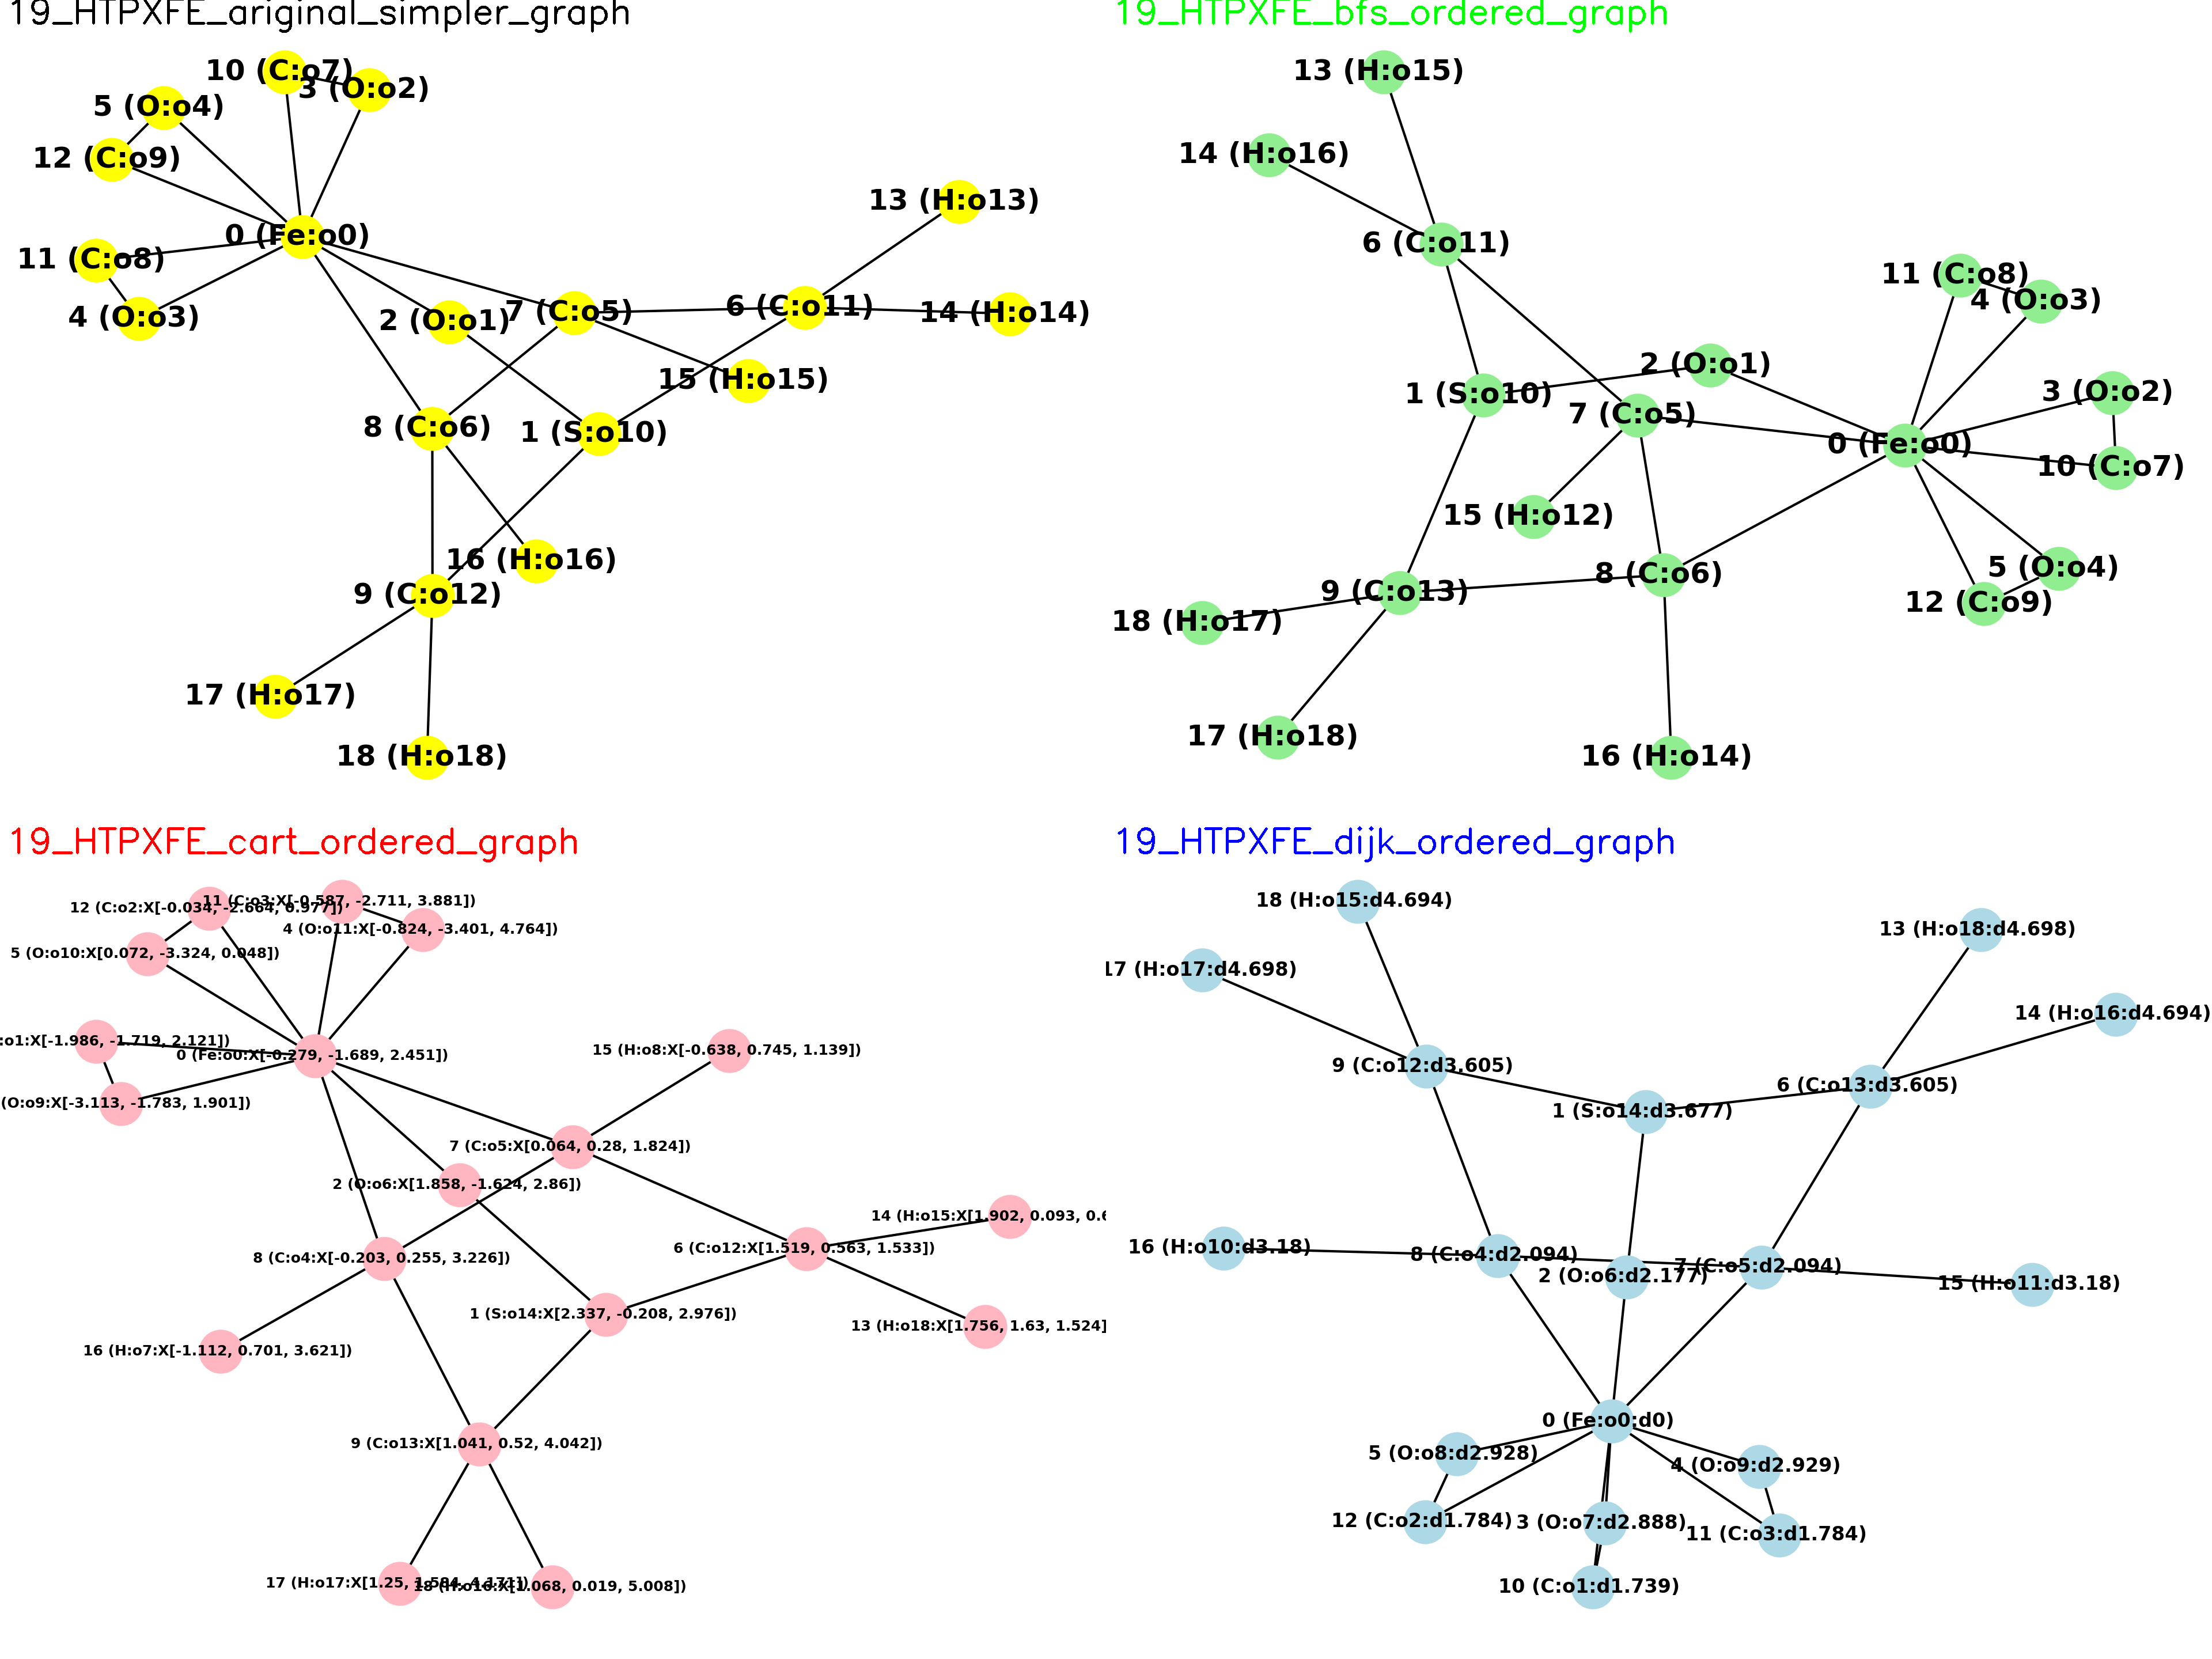 19_HTPXFE_ariginal_simpler_graph
10 (C:o7)
3 (O:o2)
5 (O:o4)
12 (C:o9)
13 (H:o13)
0 (Fe:o0)
11 (C:o8)
4 (O:o3)
2 (O:o1)
7 (C:o5)
6 (C:o11)
14 (H:o14)
15 (H:o15)
8 (C:o6)
1 (S:o10)
16 (H:o16)
9 (C:o12)
17 (H:o17)
18 (H:o18)
19_HTPXFE_bfs_ordered_graph
13 (H:o15)
14 (H:o16)
6 (C:o11)
11 (C:o8)
4 (O:o3)
2 (O:o1)
1 (S:o10)
3 (O:o2)
7 (C:o5)
0 (Fe:o0)
10 (C:o7)
15 (H:o12)
5 (O:o4)
8 (C:o6)
9 (C:o13)
12 (C:o9)
18 (H:o17)
17 (H:o18)
16 (H:o14)
19_HTPXFE_cart_ordered_graph
11 (C:o3:X[-0.587, -2.711, 3.881])
12 (C:o2:X[-0.034, -2.664, 0.977])
4 (O:o11:X[-0.824, -3.401, 4.764])
5 (O:o10:X[0.072, -3.324, 0.048])
:o1:X[-1.986, -1.719, 2.121])
0 (Fe:o0:X[-0.279, -1.689, 2.451])
15 (H:o8:X[-0.638, 0.745, 1.139])
(O:o9:X[-3.113, -1.783, 1.901])
7 (C:o5:X[0.064, 0.28, 1.824])
2 (O:o6:X[1.858, -1.624, 2.86])
14 (H:o15:X[1.902, 0.093, 0.6
6 (C:o12:X[1.519, 0.563, 1.533])
8 (C:o4:X[-0.203, 0.255, 3.226])
1 (S:o14:X[2.337, -0.208, 2.976])
13 (H:o18:X[1.756, 1.63, 1.524]
16 (H:o7:X[-1.112, 0.701, 3.621])
9 (C:o13:X[1.041, 0.52, 4.042])
17 (H:o17:X[1.25,
18 (H:o16:X[1.068, 0.019, 5.008])
19_HTPXFE_dijk_ordered_graph
18 (H:o15:d4.694)
13 (H:o18:d4.698)
17 (H:o17:d4.698)
14 (H:o16:d4.694)
9 (C:o12:d3.605)
6 (C:o13:d3.605)
1 (S:o14:d3.677)
16 (H:o10:d3.18)
8 (C:o4:d2.094)
7 (C:o5:d2.094)
2 (O:o6:d2.177)
15 (H:o11:d3.18)
0 (Fe:o0:d0)
5 (O:o8:d2.928)
4 (O:o9:d2.929)
12 (C:o2:d1.784)
3 (O:o7:d2.888)
11 (C:o3:d1.784)
10 (C:o1:d1.739)